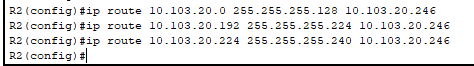 R2(config)#ip route 10.103.20.0 255.255.255.128 10.103.20.246
R2(config)#ip route 10.103.20.192 255.255.255.224 10.103.20.246
R2(config)#ip route 10.103.20.224 255.255.255.240 10.103.20.246
R2(config)#